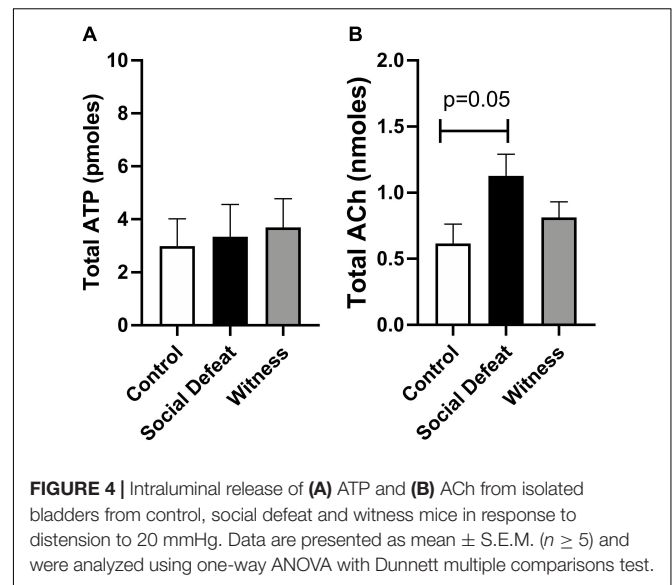 A
B
10
8
6
4
2
0
Total ATP (pmoles)
Control
Social Defeat
Witness
2.0
1.5
1.0
0.5
0.0
Total ACh (nmoles)
p=0.05
Control
Social Defeat
Witness
FIGURE 4 | Intraluminal release of (A) ATP and (B) ACh from isolated
bladders from control, social defeat and witness mice in response to
distension to 20 mmHg. Data are presented as mean ± S.E.M. (n ≥ 5) and
were analyzed using one-way ANOVA with Dunnett multiple comparisons test.